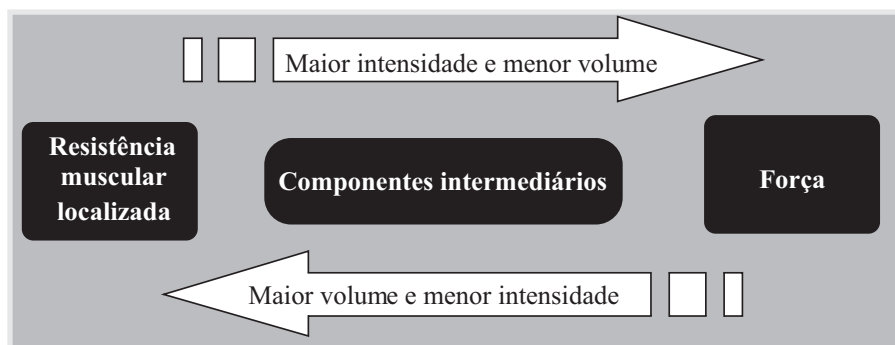 Maior intensidade e menor volume
Resistência
muscular
localizada
Componentes intermediários
Força
Maior volume e menor intensidade